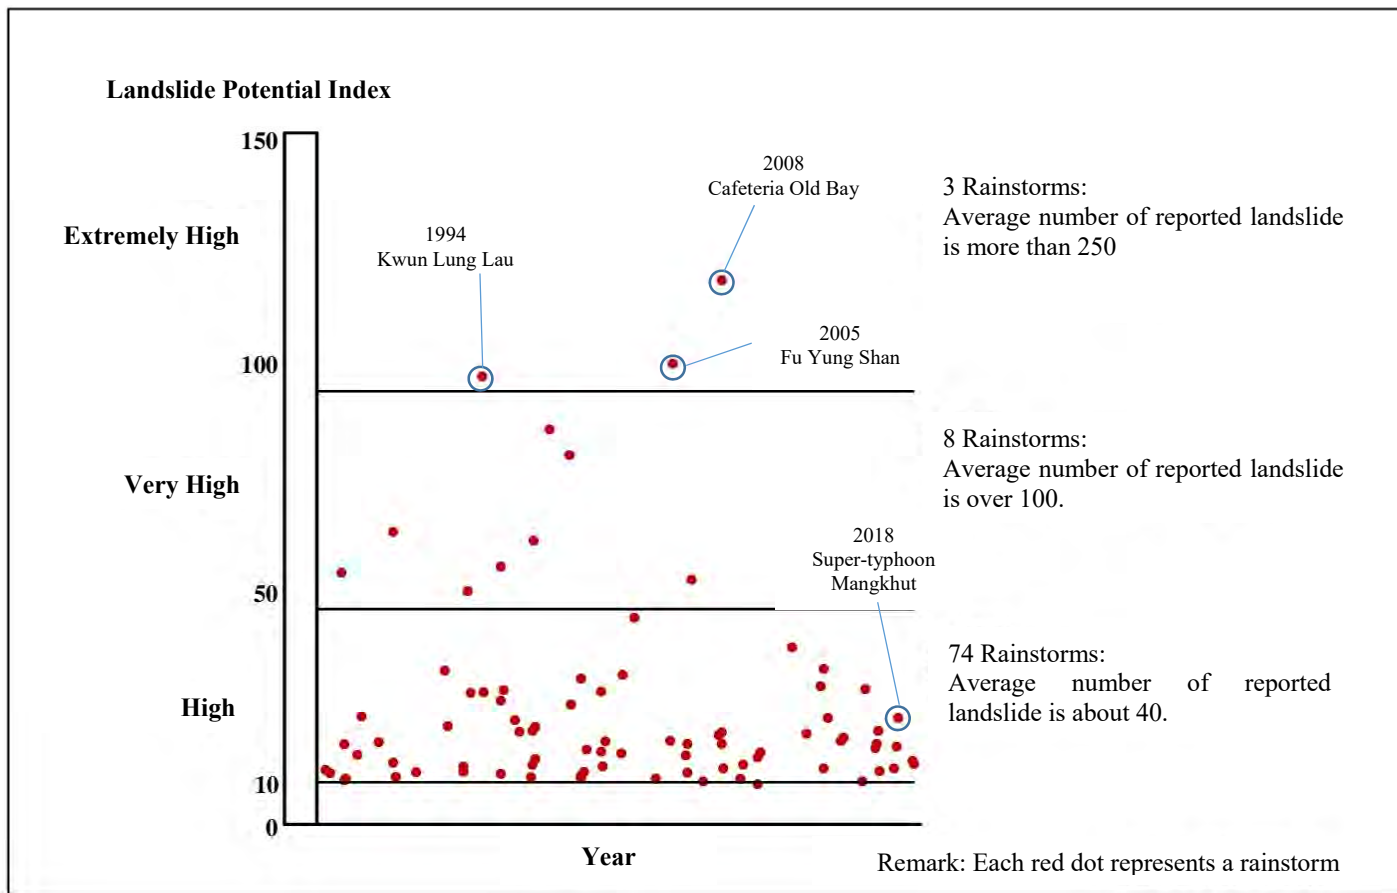 Landslide Potential Index
150
2008
Cafeteria Old Bay
3 Rainstorms:
Average number of reported landslide
is more than 250
Extremely High
1994
Kwun Lung Lau
2005
Fu Yung Shan
100
8 Rainstorms:
Average number of reported landslide
is over 100.
Very High
2018
Super-typhoon
Mangkhut
50
74 Rainstorms:
Average number of reported
landslide is about 40.
High
10
0
Year
Remark: Each red dot represents a rainstorm